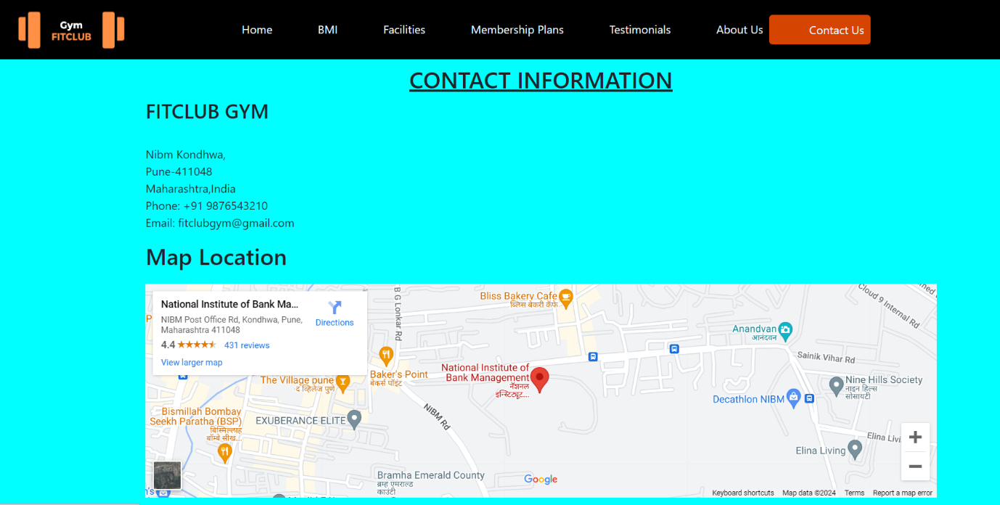 Gym
FITCLUB
Home
BMI
Facilities
Membership Plans
Testimonials
About Us
Contact Us
CONTACT INFORMATION
FITCLUB GYM
Nibm Kondhwa,
Pune-411048
Maharashtra,India
Phone: +91 9876543210
Email: fitclubgym@gmail.com
Map Location
National Institute of Bank Ma...
NIBM Post Office Rd, Kondhwa, Pune,
Maharashtra 411048
Directions
4.4
431 reviews
View larger map
B G Lonkar Rd
Bliss Bakery Cafe
ब्लिस बेकरी कॅफे
Cloud 9 Internal Rd
Anandvan
आनंदवन
Sainik Vihar Rd
National Institute of
Bank Management
नॅशनल
इन्स्टिट्यूट...
Baker's Point
बेकर्स पॉइंट
The Village pune
द व्हिलेज पुणे
Nine Hills Society
नाइन हिल्स
सोसायटी
Decathlon NIBM
Bismillah Bombay
Seekh Paratha (BSP)
बिस्मिल्लाह
बॉम्बे सीख...
EXUBERANCE ELITE
NIBM Rd
Elina Living
Bramha Emerald County
ब्रम्ह एमराल्ड
काउंटी
Google
Keyboard shortcuts
Map data ©2024
Terms
Report a map error